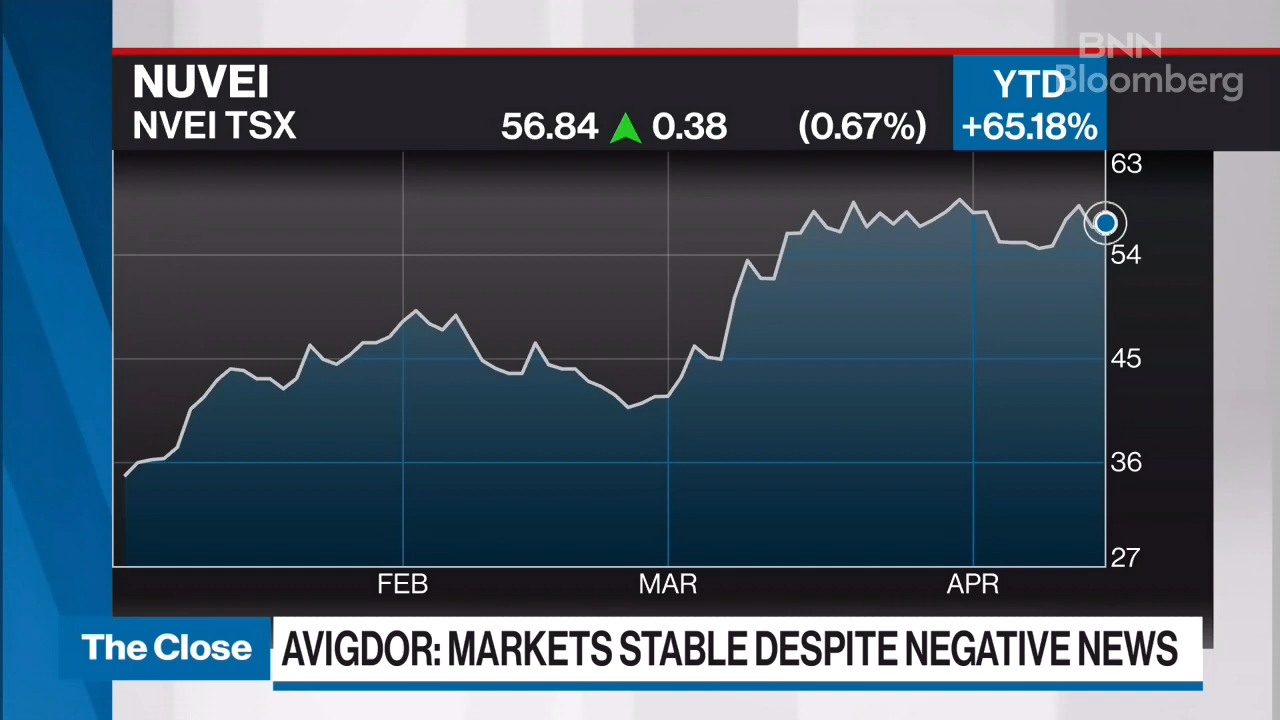 BNN
Bloomberg
NUVEI
NVEI TSX
56.84 ▲ 0.38 (0.67%)
YTD
+65.18%
63
54
45
36
27
FEB MAR APR
The Close
AVIGDOR: MARKETS STABLE DESPITE NEGATIVE NEWS